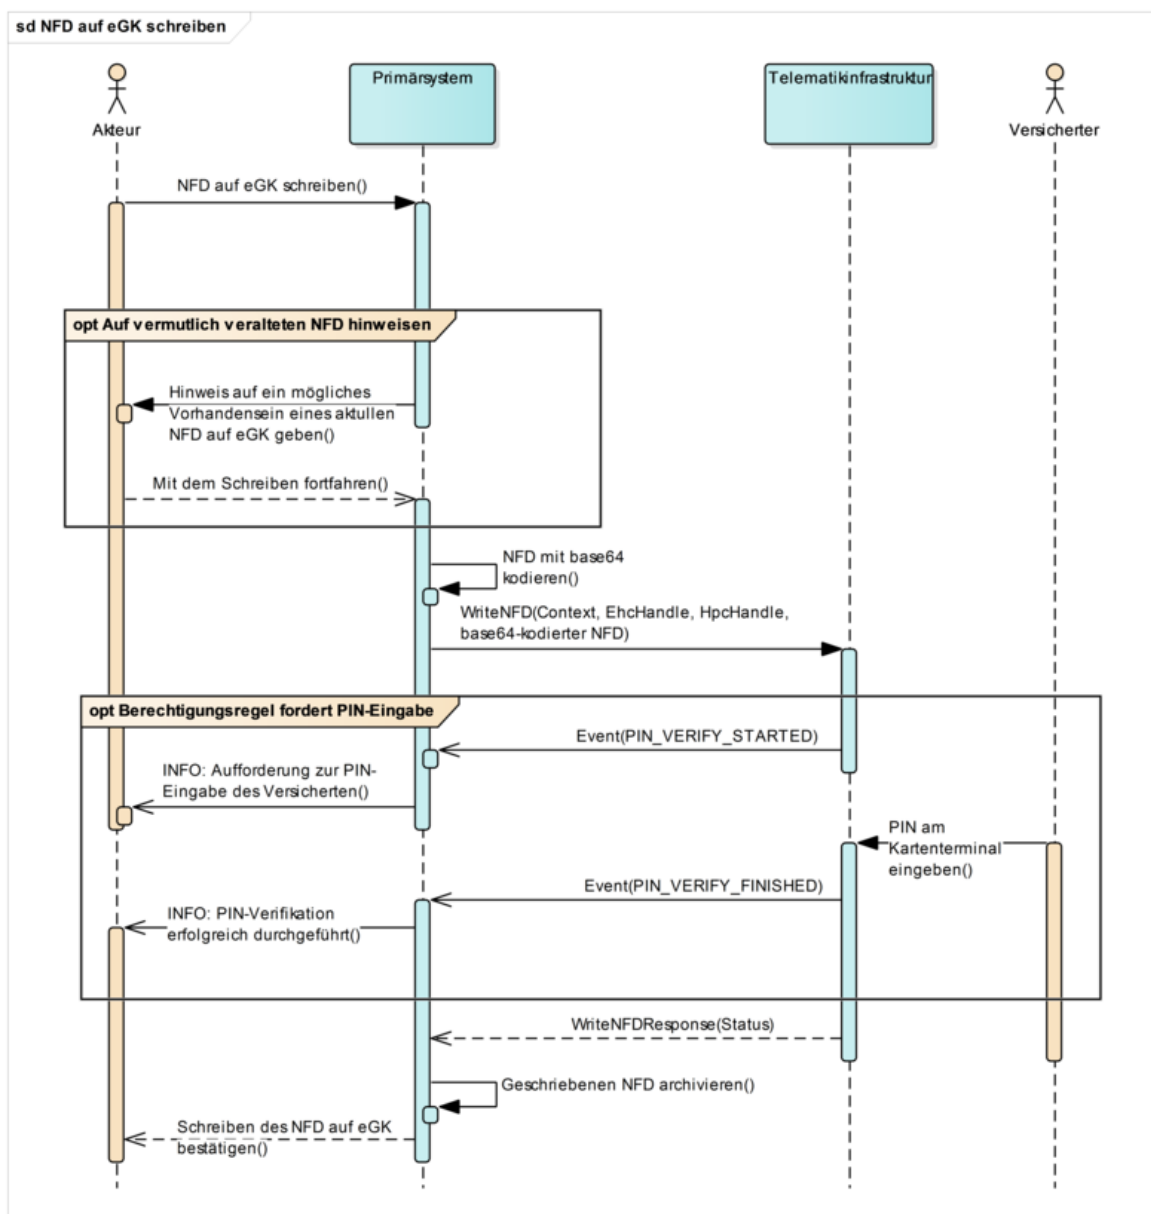 sd NFD auf eGK schreiben
Akteur
Primärsystem
Telematikinfrastruktur
Versicherter
NFD auf eGK schreiben()
opt Auf vermutlich veralteten NFD hinweisen
Hinweis auf ein mögliches
Vorhandensein eines aktullen
NFD auf eGK geben()
Mit dem Schreiben fortfahren()
NFD mit base64
kodieren()
WriteNFD(Context, EhcHandle, HpcHandle,
base64-kodierter NFD)
opt Berechtigungsregel fordert PIN-Eingabe
Event(PIN_VERIFY_STARTED)
INFO: Aufforderung zur PIN-
Eingabe des Versicherten()
PIN am
Kartenterminal
eingeben()
Event(PIN_VERIFY_FINISHED)
INFO: PIN-Verifikation
erfolgreich durchgeführt()
WriteNFDResponse(Status)
Geschriebenen NFD archivieren()
Schreiben des NFD auf eGK
bestätigen()